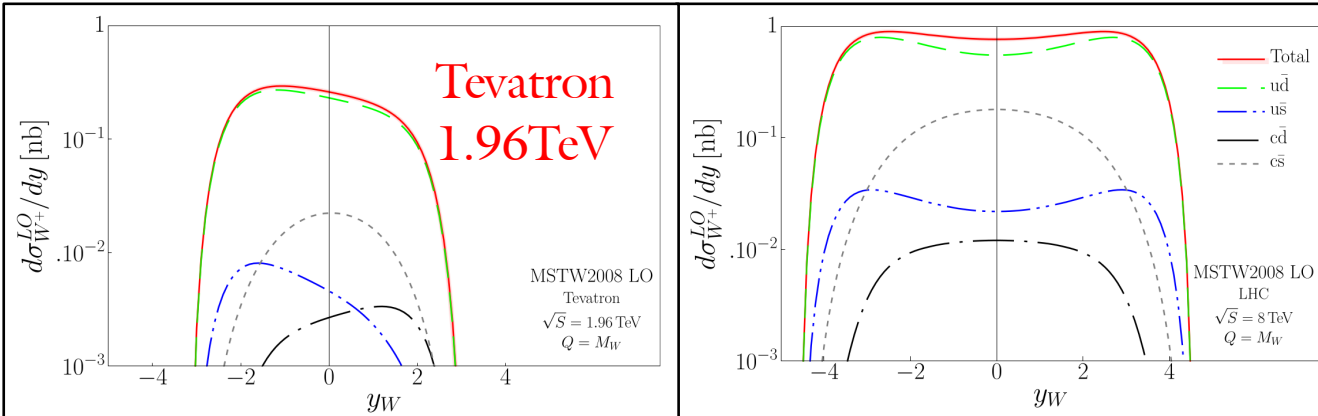 1
10⁻¹
.10⁻²
10⁻³
dσ^{LO}_{W⁺}/dy [nb]
Tevatron
1.96TeV
MSTW2008 LO
Tevatron
√S = 1.96 TeV
Q = M_W
−4 −2 0 2 4
y_W
1
10⁻¹
.10⁻²
10⁻³
dσ^{LO}_{W⁺}/dy [nb]
Total
ud̄
us̄
cd̄
cs̄
MSTW2008 LO
LHC
√S = 8 TeV
Q = M_W
−4 −2 0 2 4
y_W